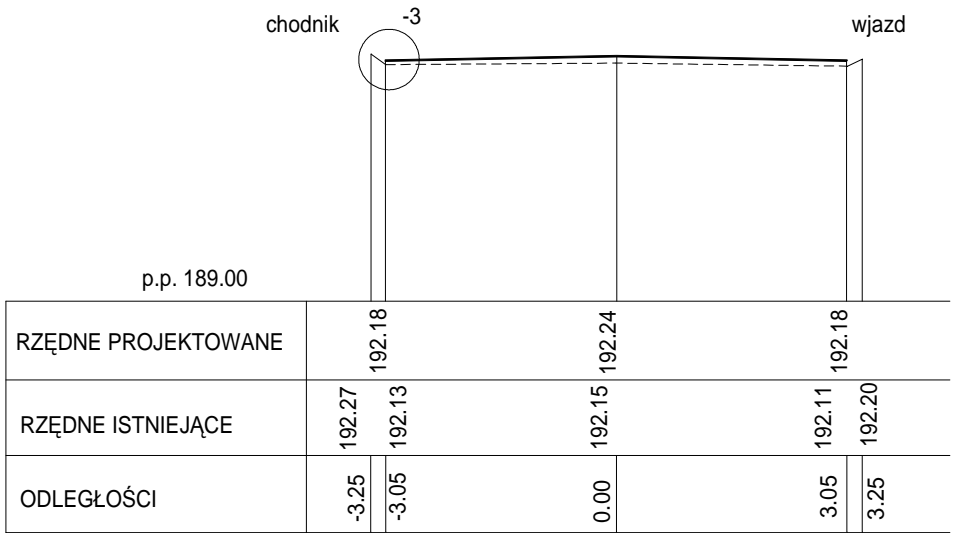 chodnik -3 wjazd
p.p. 189.00
RZĘDNE PROJEKTOWANE 192.18 192.24 192.18
RZĘDNE ISTNIEJĄCE 192.27 192.13 192.15 192.11 192.20
ODLEGŁOŚCI -3.25 -3.05 0.00 3.05 3.25